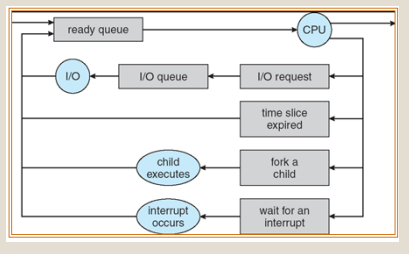 ready queue
CPU
I/O
I/O queue
I/O request
time slice
expired
child
executes
fork a
child
interrupt
occurs
wait for an
interrupt